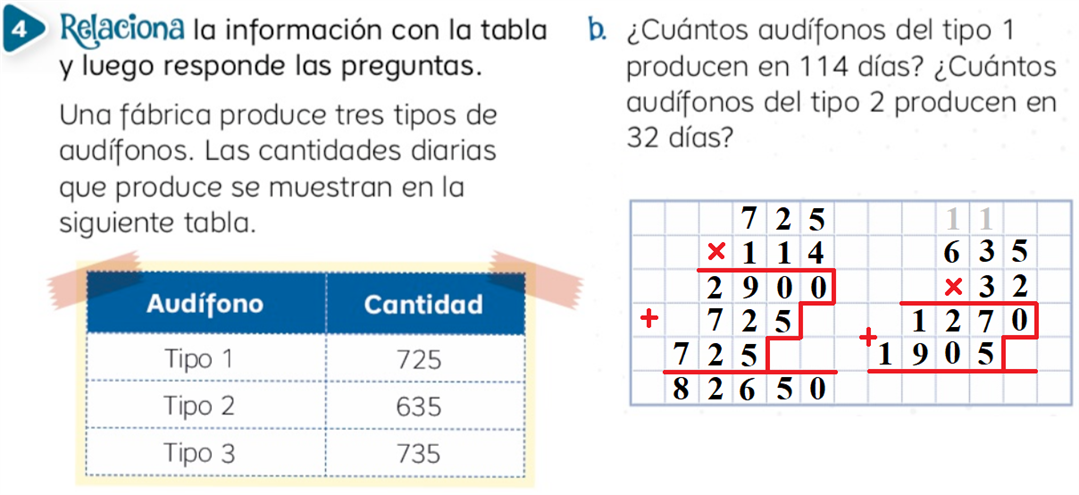 4 Relaciona la información con la tabla
y luego responde las preguntas.
Una fábrica produce tres tipos de
audífonos. Las cantidades diarias
que produce se muestran en la
siguiente tabla.
Audífono Cantidad
Tipo 1 725
Tipo 2 635
Tipo 3 735
b. ¿Cuántos audífonos del tipo 1
producen en 114 días? ¿Cuántos
audífonos del tipo 2 producen en
32 días?
7 2 5
× 1 1 4
2 9 0 0
+ 7 2 5
7 2 5
8 2 6 5 0
1 1
6 3 5
× 3 2
1 2 7 0
+ 1 9 0 5